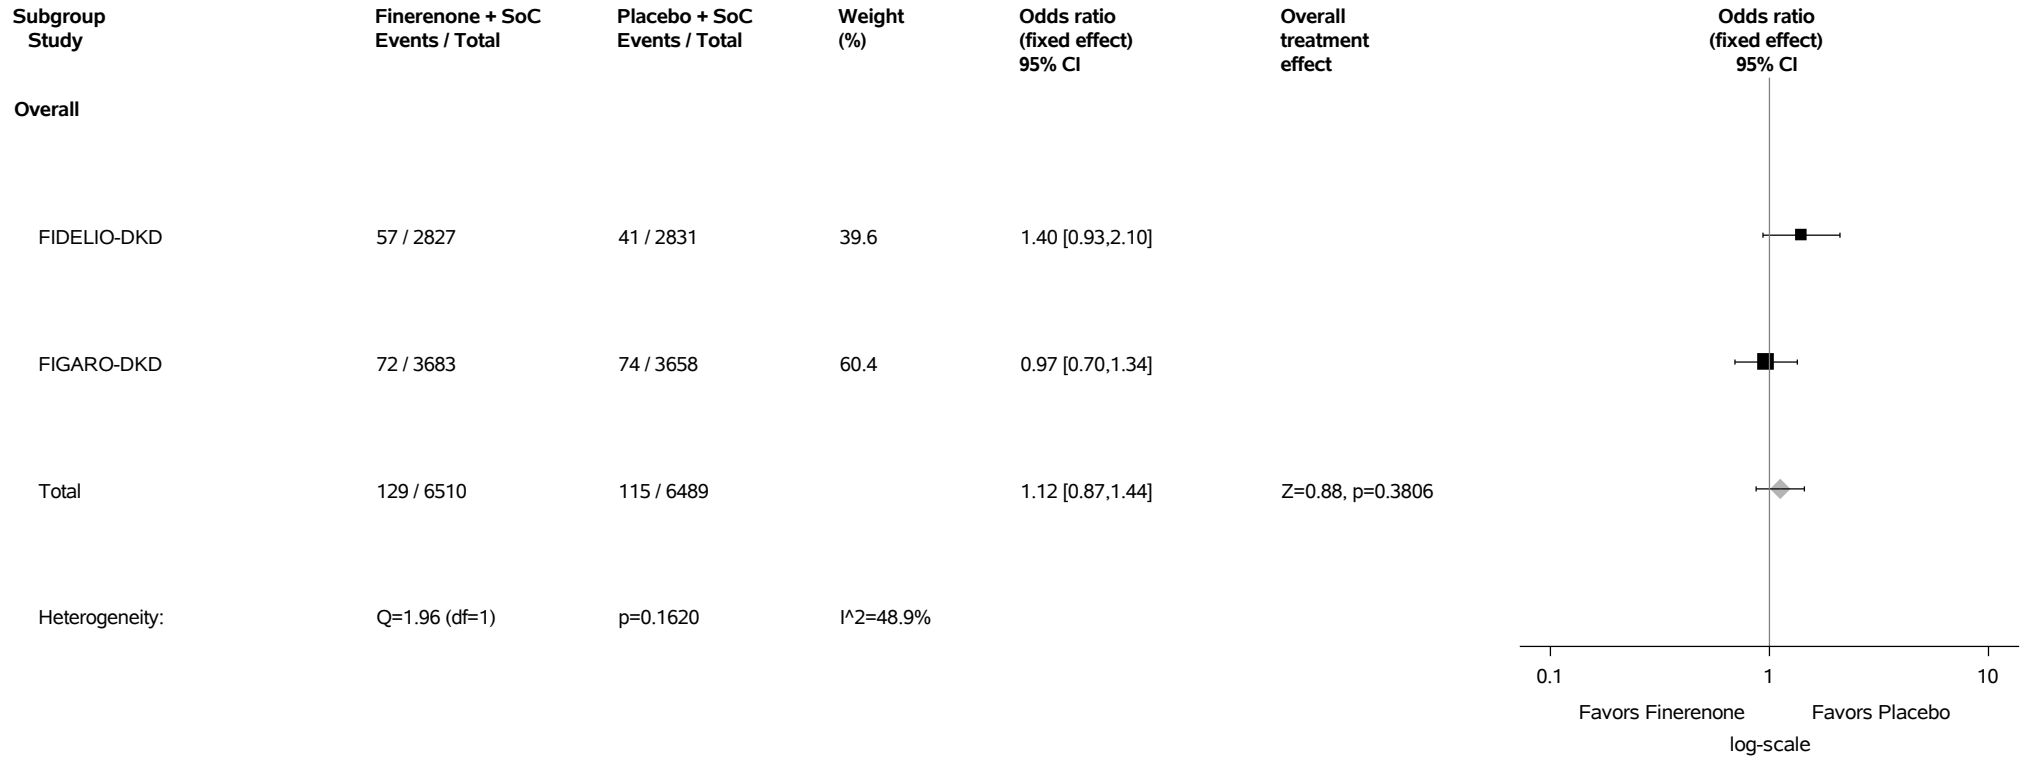 Subgroup Finerenone + SoC Placebo + SoC Weight Odds ratio Overall Odds ratio
Study Events / Total Events / Total (%) (fixed effect) treatment (fixed effect)
95% CI effect 95% CI
Overall
FIDELIO-DKD 57 / 2827 41 / 2831 39.6 1.40 [0.93,2.10]
FIGARO-DKD 72 / 3683 74 / 3658 60.4 0.97 [0.70,1.34]
Total 129 / 6510 115 / 6489 1.12 [0.87,1.44] Z=0.88, p=0.3806
Heterogeneity: Q=1.96 (df=1) p=0.1620 I^2=48.9%
0.1 1 10
Favors Finerenone Favors Placebo
log-scale